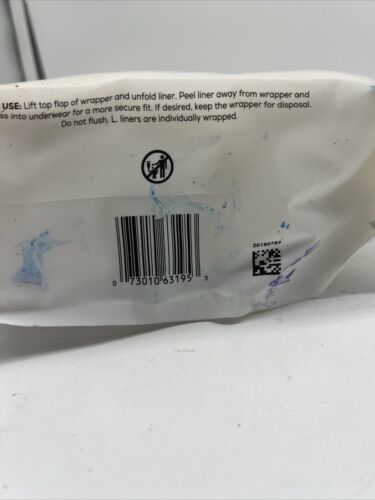 USE: Lift top flap of wrapper and unfold liner. Peel liner away from wrapper and
ss into underwear for a more secure fit. If desired, keep the wrapper for disposal.
Do not flush. L. liners are individually wrapped.
20180787
0 73010 63195 3